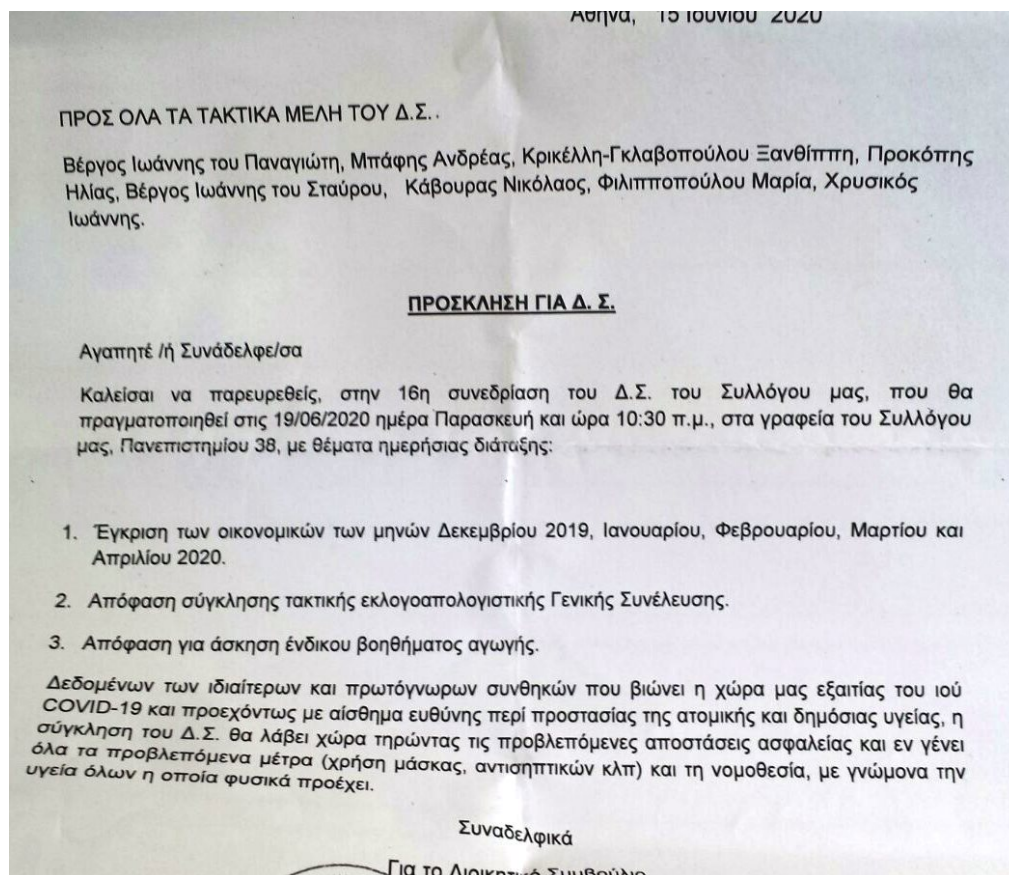 Αθήνα, 15 Ιουνίου 2020
ΠΡΟΣ ΟΛΑ ΤΑ ΤΑΚΤΙΚΑ ΜΕΛΗ ΤΟΥ Δ.Σ..
Βέργος Ιωάννης του Παναγιώτη, Μπάφης Ανδρέας, Κρικέλλη-Γκλαβοπούλου Ξανθίππη, Προκόπης
Ηλίας, Βέργος Ιωάννης του Σταύρου, Κάβουρας Νικόλαος, Φιλιπποπούλου Μαρία, Χρυσικός
Ιωάννης.
ΠΡΟΣΚΛΗΣΗ ΓΙΑ Δ. Σ.
Αγαπητέ /ή Συνάδελφε/σα
Καλείσαι να παρευρεθείς, στην 16η συνεδρίαση του Δ.Σ. του Συλλόγου μας, που θα
πραγματοποιηθεί στις 19/06/2020 ημέρα Παρασκευή και ώρα 10:30 π.μ., στα γραφεία του Συλλόγου
μας, Πανεπιστημίου 38, με θέματα ημερήσιας διάταξης:
1. Έγκριση των οικονομικών των μηνών Δεκεμβρίου 2019, Ιανουαρίου, Φεβρουαρίου, Μαρτίου και
Απριλίου 2020.
2. Απόφαση σύγκλησης τακτικής εκλογοαπολογιστικής Γενικής Συνέλευσης.
3. Απόφαση για άσκηση ένδικου βοηθήματος αγωγής.
Δεδομένων των ιδιαίτερων και πρωτόγνωρων συνθηκών που βιώνει η χώρα μας εξαιτίας του ιού
COVID-19 και προεχόντως με αίσθημα ευθύνης περί προστασίας της ατομικής και δημόσιας υγείας, η
σύγκληση του Δ.Σ. θα λάβει χώρα τηρώντας τις προβλεπόμενες αποστάσεις ασφαλείας και εν γένει
όλα τα προβλεπόμενα μέτρα (χρήση μάσκας, αντισηπτικών κλπ) και τη νομοθεσία, με γνώμονα την
υγεία όλων η οποία φυσικά προέχει.
Συναδελφικά
Για το Διοικητικό Συμβούλιο